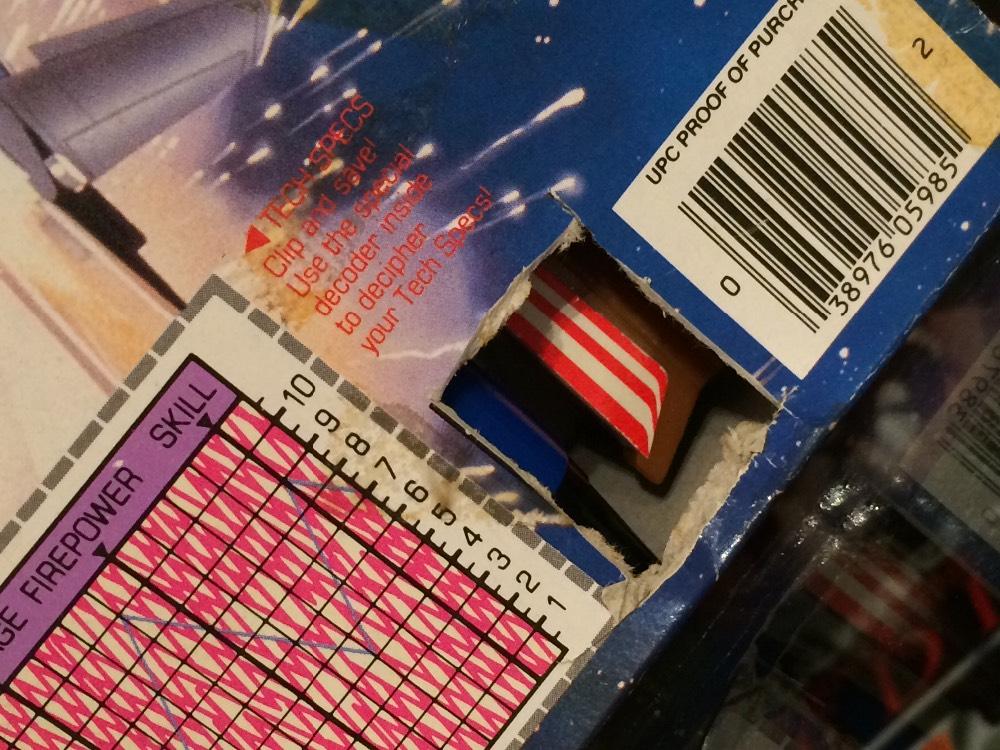 UPC PROOF OF PURCH
2
0
38976 05985
TECH SPECS
Clip and save!
Use the special
decoder inside
to decipher
your Tech Specs!
SKILL
FIREPOWER
10
9
8
7
6
5
4
3
2
1